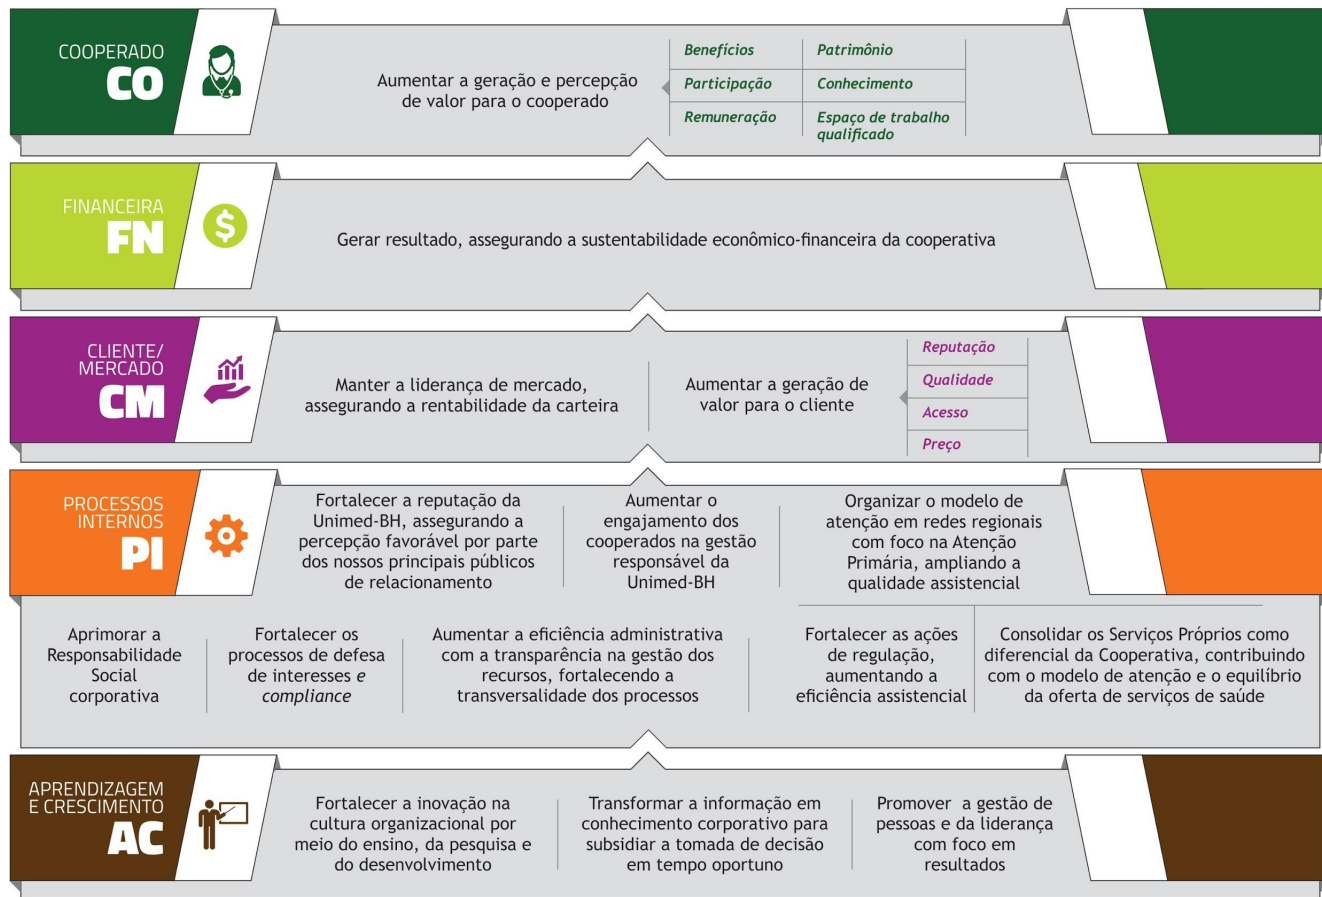 COOPERADO
CO
Aumentar a geração e percepção
de valor para o cooperado
Benefícios
Patrimônio
Participação
Conhecimento
Remuneração
Espaço de trabalho
qualificado
FINANCEIRA
FN
$
Gerar resultado, assegurando a sustentabilidade econômico-financeira da cooperativa
CLIENTE/
MERCADO
CM
Manter a liderança de mercado,
assegurando a rentabilidade da carteira
Aumentar a geração de
valor para o cliente
Reputação
Qualidade
Acesso
Preço
PROCESSOS
INTERNOS
PI
Fortalecer a reputação da
Unimed-BH, assegurando a
percepção favorável por parte
dos nossos principais públicos
de relacionamento
Aumentar o
engajamento dos
cooperados na gestão
responsável da
Unimed-BH
Organizar o modelo de
atenção em redes regionais
com foco na Atenção
Primária, ampliando a
qualidade assistencial
Aprimorar a
Responsabilidade
Social
corporativa
Fortalecer os
processos de defesa
de interesses e
compliance
Aumentar a eficiência administrativa
com a transparência na gestão dos
recursos, fortalecendo a
transversalidade dos processos
Fortalecer as ações
de regulação,
aumentando a
eficiência assistencial
Consolidar os Serviços Próprios como
diferencial da Cooperativa, contribuindo
com o modelo de atenção e o equilíbrio
da oferta de serviços de saúde
APRENDIZAGEM
E CRESCIMENTO
AC
Fortalecer a inovação na
cultura organizacional por
meio do ensino, da pesquisa e
do desenvolvimento
Transformar a informação em
conhecimento corporativo para
subsidiar a tomada de decisão
em tempo oportuno
Promover a gestão de
pessoas e da liderança
com foco em
resultados